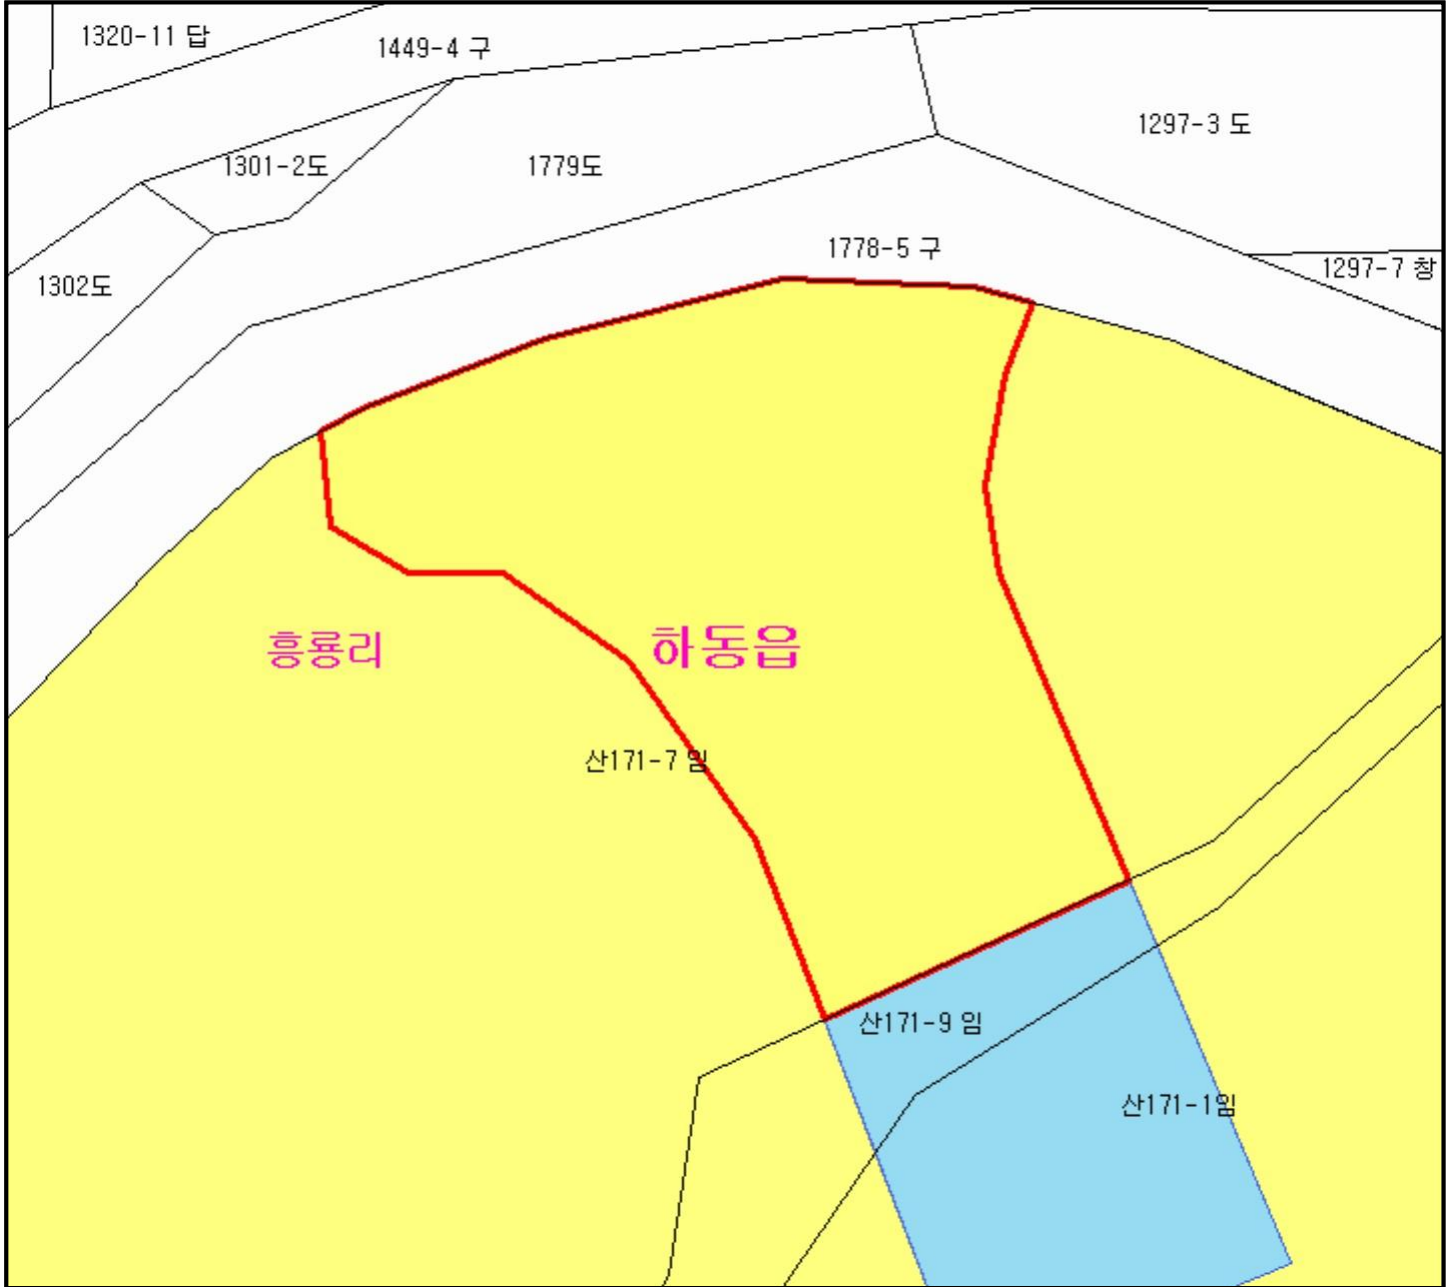 1320-11 답
1449-4 구
1297-3 도
1301-2도
1779도
1778-5 구
1297-7 창
1302도
흥룡리
하동읍
산171-7 임
산171-9 임
산171-1임